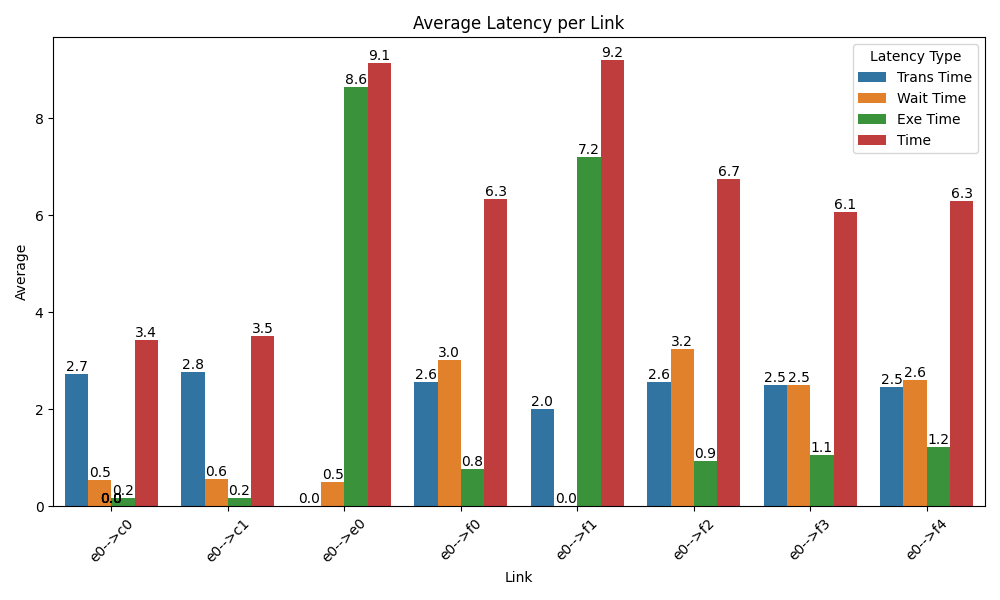 Average Latency per Link
Latency Type
Trans Time
Wait Time
Exe Time
Time
Average
8
6
4
2
0
2.7
0.5
0.0
0.2
3.4
2.8
0.6
0.2
3.5
0.0
0.5
8.6
9.1
2.6
3.0
0.8
6.3
2.0
0.0
7.2
9.2
2.6
3.2
0.9
6.7
2.5
2.5
1.1
6.1
2.5
2.6
1.2
6.3
e0-->c0
e0-->c1
e0-->e0
e0-->f0
e0-->f1
e0-->f2
e0-->f3
e0-->f4
Link